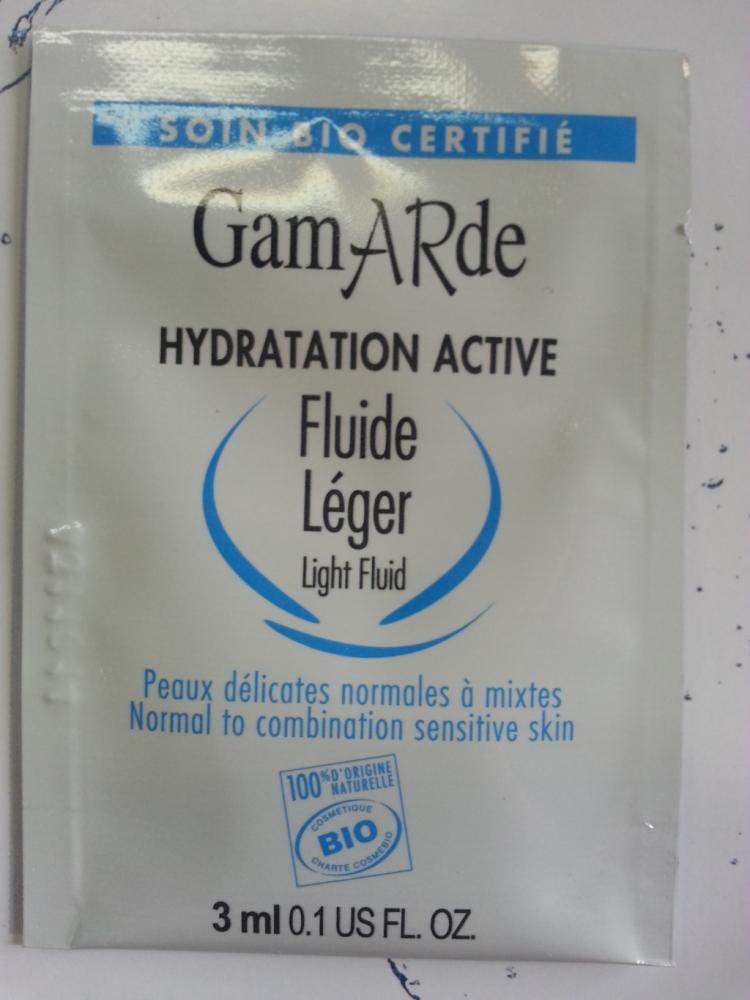 SOIN BIO CERTIFIÉ
GamARde
HYDRATATION ACTIVE
Fluide
Léger
Light Fluid
Peaux délicates normales à mixtes
Normal to combination sensitive skin
100% D'ORIGINE
NATURELLE
COSMETIQUE
BIO
CHARTE COSMEBIO
3 ml 0.1 US FL. OZ.